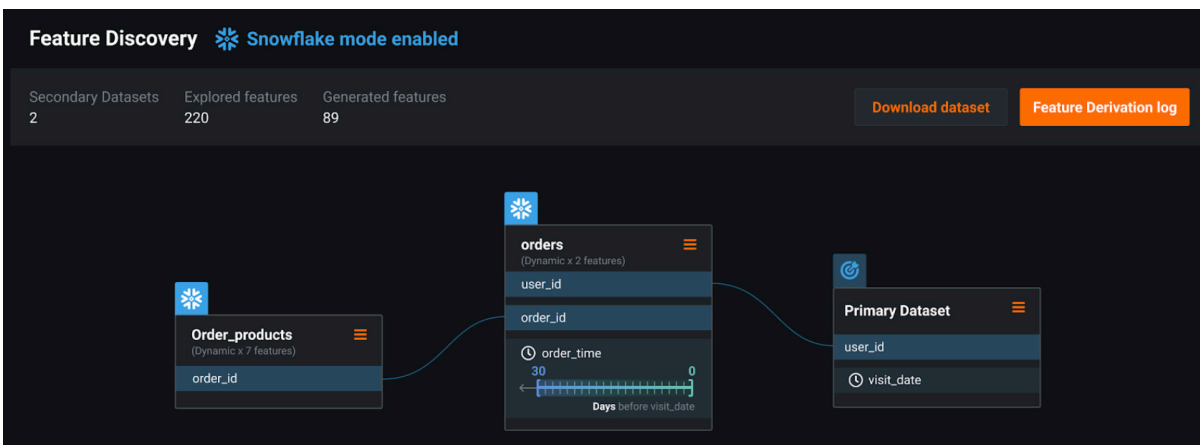 Feature Discovery Snowflake mode enabled
Secondary Datasets Explored features Generated features
2 220 89
Download dataset Feature Derivation log
Order_products
(Dynamic x 7 features)
order_id
orders
(Dynamic x 2 features)
user_id
order_id
order_time
30 0
Days before visit_date
Primary Dataset
user_id
visit_date